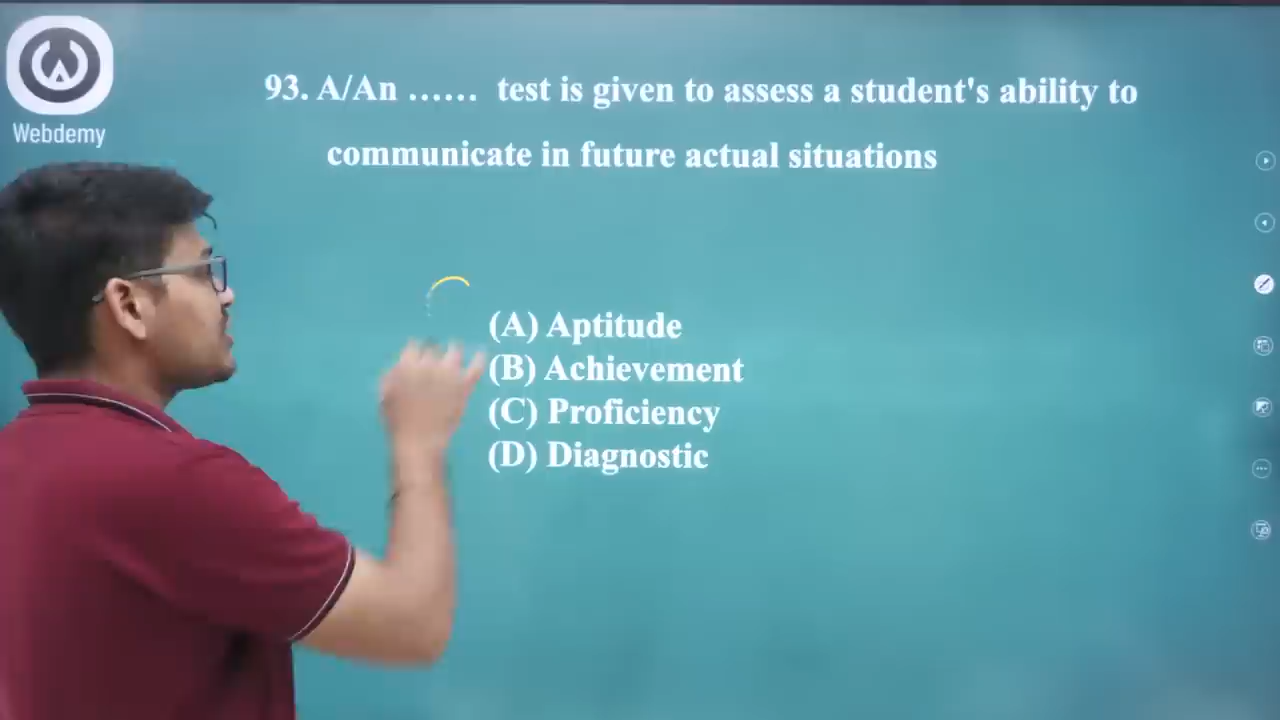 Webdemy
93. A/An ...... test is given to assess a student's ability to
communicate in future actual situations
(A) Aptitude
(B) Achievement
(C) Proficiency
(D) Diagnostic